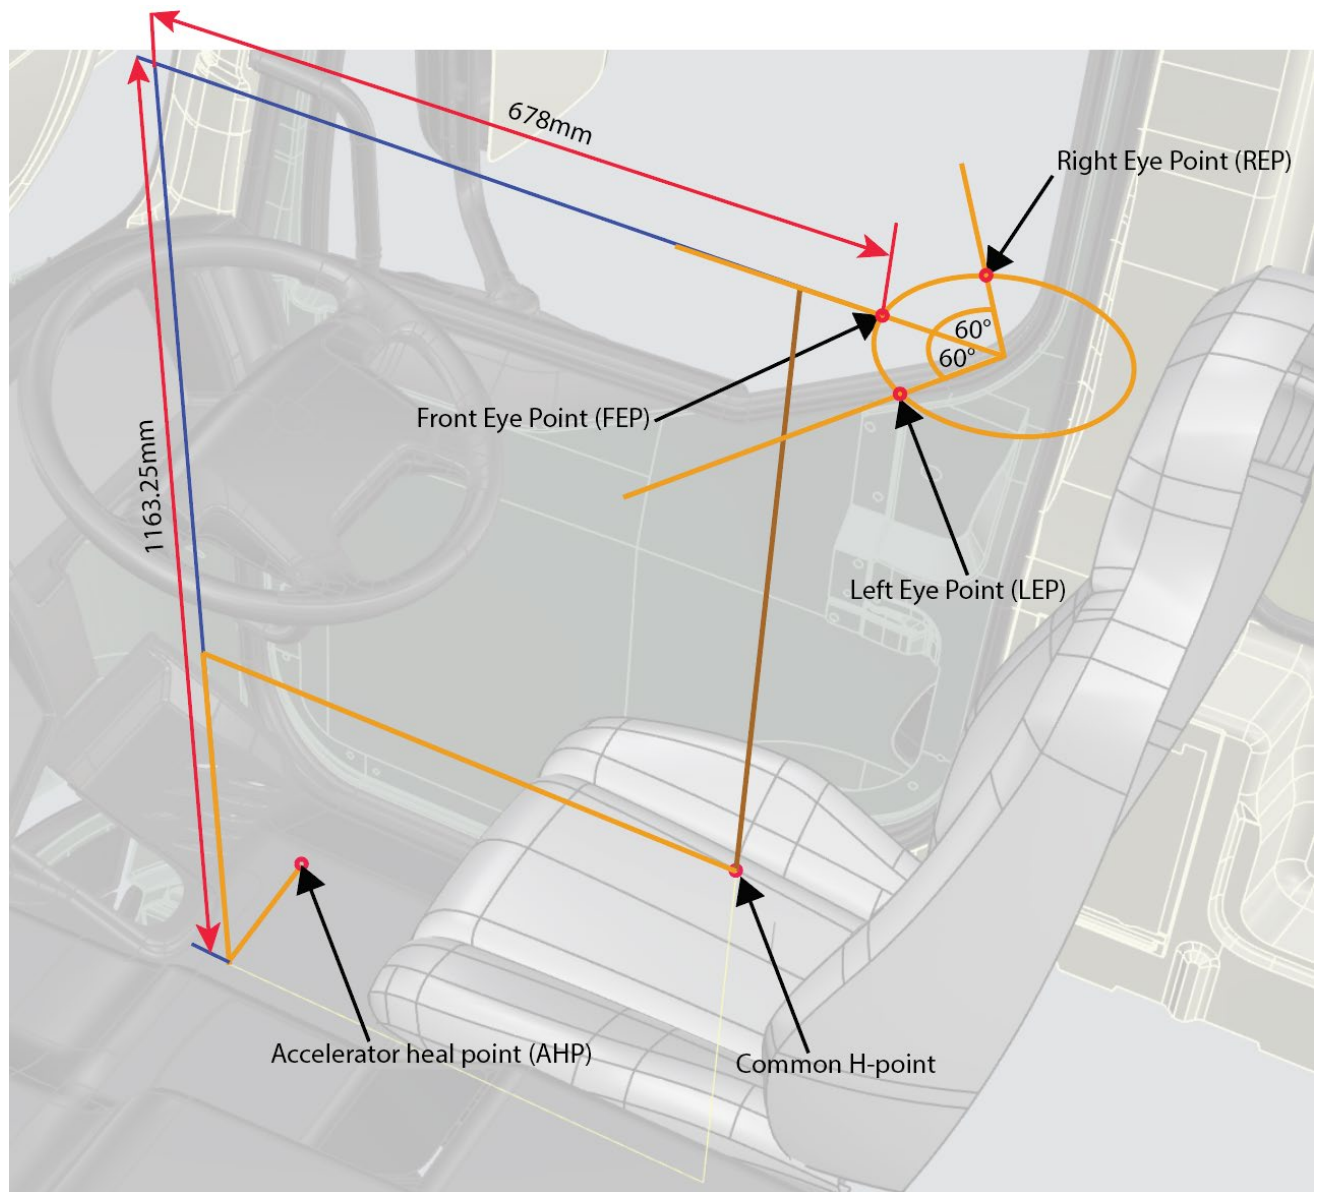 678mm
Right Eye Point (REP)
60°
60°
Front Eye Point (FEP)
1163.25mm
Left Eye Point (LEP)
Accelerator heal point (AHP)
Common H-point